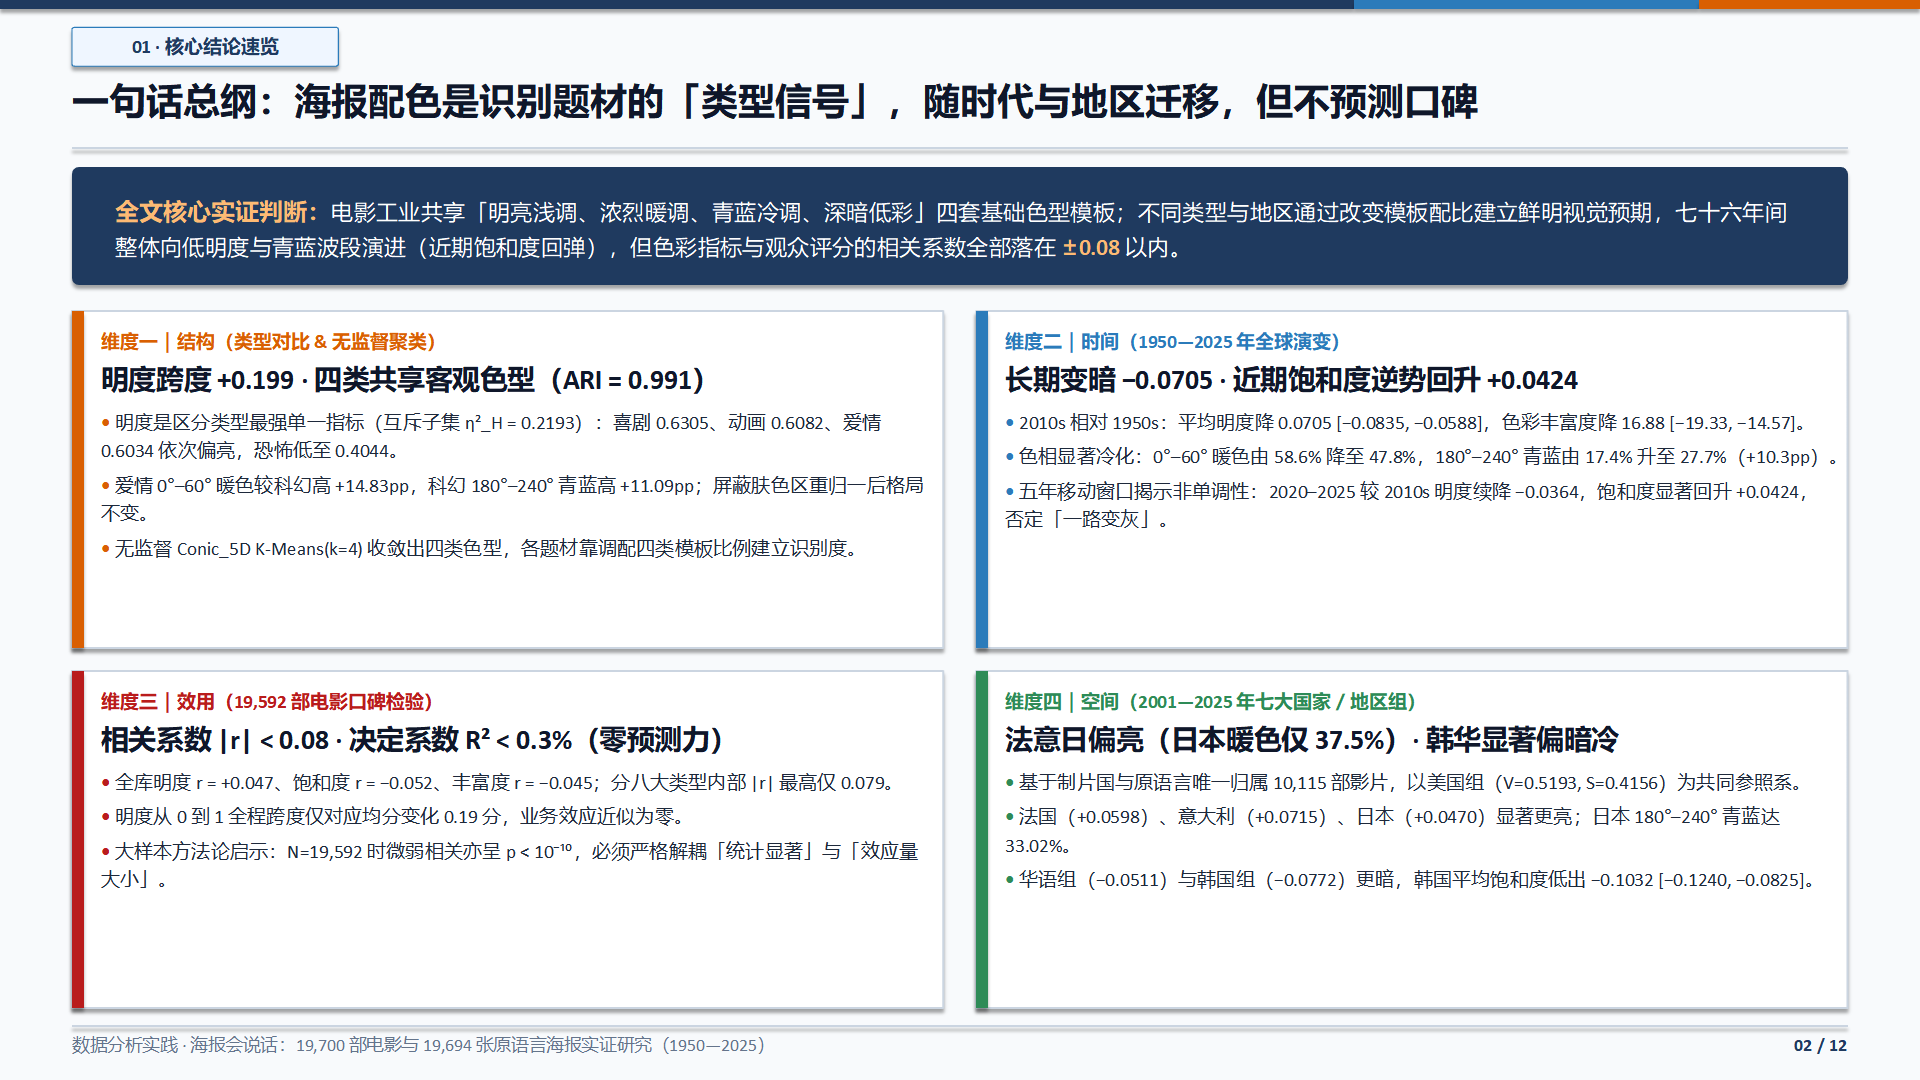 01 · 核心结论速览
一句话总纲：海报配色是识别题材的「类型信号」，随时代与地区迁移，但不预测口碑
全文核心实证判断：电影工业共享「明亮浅调、浓烈暖调、青蓝冷调、深暗低彩」四套基础色型模板；不同类型与地区通过改变模板配比建立鲜明视觉预期，七十六年间
整体向低明度与青蓝波段演进（近期饱和度回弹），但色彩指标与观众评分的相关系数全部落在 ±0.08 以内。
维度一｜结构（类型对比 & 无监督聚类）
明度跨度 +0.199 · 四类共享客观色型（ARI = 0.991）
• 明度是区分类型最强单一指标（互斥子集 η²_H = 0.2193）：喜剧 0.6305、动画 0.6082、爱情
0.6034 依次偏亮，恐怖低至 0.4044。
• 爱情 0°–60° 暖色较科幻高 +14.83pp，科幻 180°–240° 青蓝高 +11.09pp；屏蔽肤色区重归一后格局
不变。
• 无监督 Conic_5D K-Means(k=4) 收敛出四类色型，各题材靠调配四类模板比例建立识别度。
维度二｜时间（1950—2025 年全球演变）
长期变暗 −0.0705 · 近期饱和度逆势回升 +0.0424
• 2010s 相对 1950s：平均明度降 0.0705 [−0.0835, −0.0588]，色彩丰富度降 16.88 [−19.33, −14.57]。
• 色相显著冷化：0°–60° 暖色由 58.6% 降至 47.8%，180°–240° 青蓝由 17.4% 升至 27.7%（+10.3pp）。
• 五年移动窗口揭示非单调性：2020–2025 较 2010s 明度续降 −0.0364，饱和度显著回升 +0.0424，
否定「一路变灰」。
维度三｜效用（19,592 部电影口碑检验）
相关系数 |r| < 0.08 · 决定系数 R² < 0.3%（零预测力）
• 全库明度 r = +0.047、饱和度 r = −0.052、丰富度 r = −0.045；分八大类型内部 |r| 最高仅 0.079。
• 明度从 0 到 1 全程跨度仅对应均分变化 0.19 分，业务效应近似为零。
• 大样本方法论启示：N=19,592 时微弱相关亦呈 p < 10⁻¹⁰，必须严格解耦「统计显著」与「效应量
大小」。
维度四｜空间（2001—2025 年七大国家 / 地区组）
法意日偏亮（日本暖色仅 37.5%）· 韩华显著偏暗冷
• 基于制片国与原语言唯一归属 10,115 部影片，以美国组（V=0.5193, S=0.4156）为共同参照系。
• 法国（+0.0598）、意大利（+0.0715）、日本（+0.0470）显著更亮；日本 180°–240° 青蓝达
33.02%。
• 华语组（−0.0511）与韩国组（−0.0772）更暗，韩国平均饱和度低出 −0.1032 [−0.1240, −0.0825]。
数据分析实践 · 海报会说话：19,700 部电影与 19,694 张原语言海报实证研究（1950—2025）
02 / 12